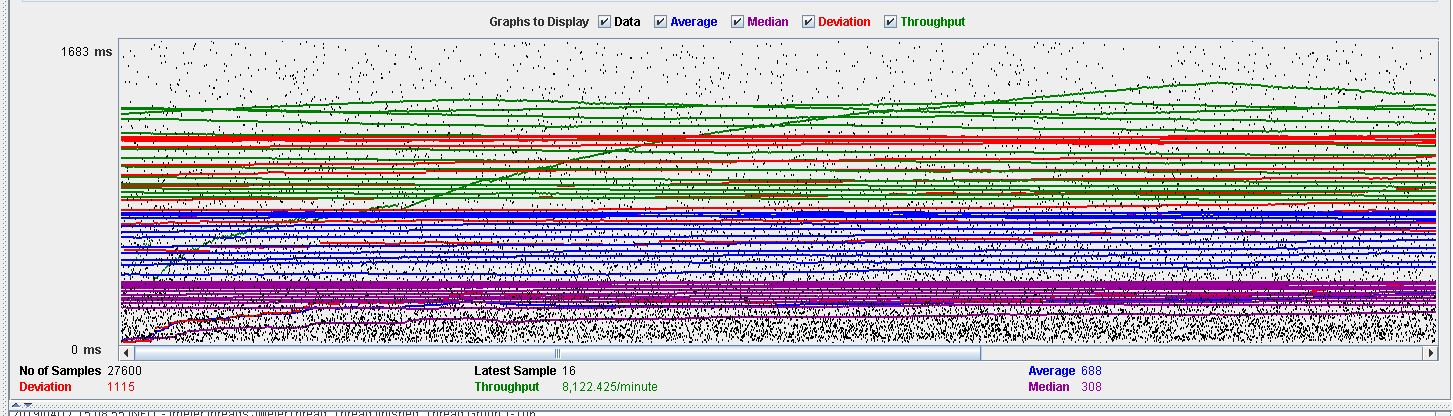 Graphs to Display Data Average Median Deviation Throughput
1683 ms
0 ms
No of Samples 27600 Latest Sample 16 Average 688
Deviation 1115 Throughput 8,122.425/minute Median 308